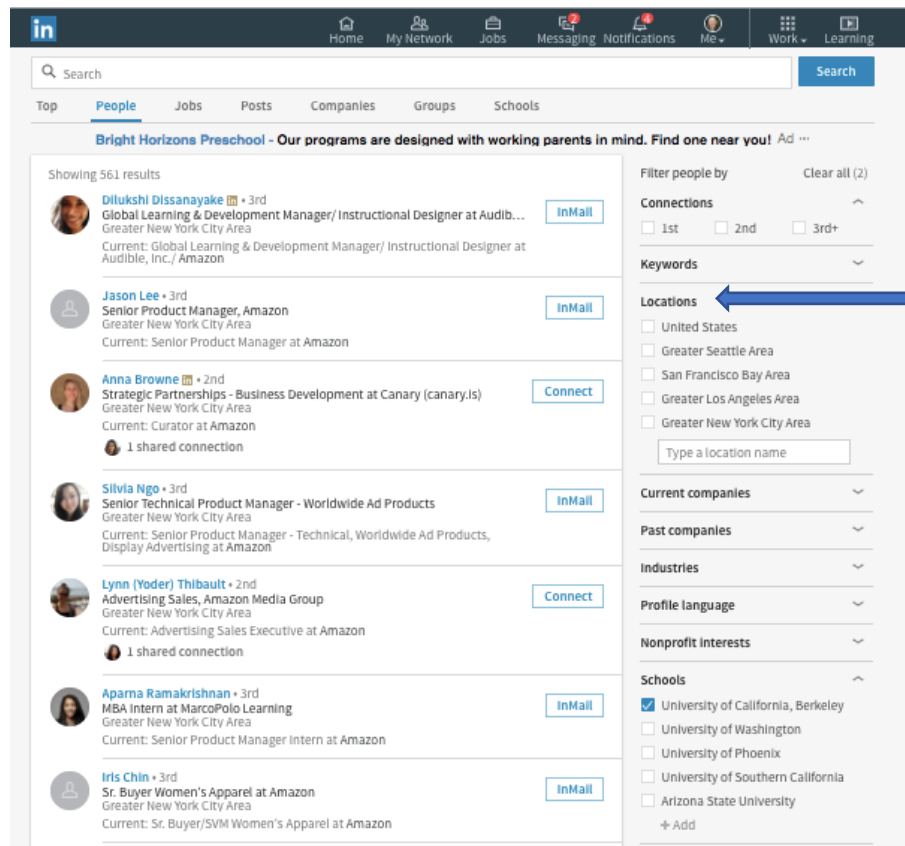 in
Home My Network Jobs Messaging 2 Notifications 4 Me Work Learning
Search Search
Top People Jobs Posts Companies Groups Schools
Bright Horizons Preschool - Our programs are designed with working parents in mind. Find one near you! Ad ···
Showing 561 results
Dilukshi Dissanayake in • 3rd
Global Learning & Development Manager/ Instructional Designer at Audib...
InMail
Greater New York City Area
Current: Global Learning & Development Manager/ Instructional Designer at
Audible, Inc./ Amazon
Jason Lee • 3rd
Senior Product Manager, Amazon
InMail
Greater New York City Area
Current: Senior Product Manager at Amazon
Anna Browne in • 2nd
Strategic Partnerships - Business Development at Canary (canary.is)
Connect
Greater New York City Area
Current: Curator at Amazon
1 shared connection
Silvia Ngo • 3rd
Senior Technical Product Manager - Worldwide Ad Products
InMail
Greater New York City Area
Current: Senior Product Manager - Technical, Worldwide Ad Products,
Display Advertising at Amazon
Lynn (Yoder) Thibault • 2nd
Advertising Sales, Amazon Media Group
Connect
Greater New York City Area
Current: Advertising Sales Executive at Amazon
1 shared connection
Aparna Ramakrishnan • 3rd
MBA Intern at MarcoPolo Learning
InMail
Greater New York City Area
Current: Senior Product Manager Intern at Amazon
Iris Chin • 3rd
Sr. Buyer Women's Apparel at Amazon
InMail
Greater New York City Area
Current: Sr. Buyer/SVM Women's Apparel at Amazon
Filter people by Clear all (2)
Connections
1st 2nd 3rd+
Keywords
Locations
United States
Greater Seattle Area
San Francisco Bay Area
Greater Los Angeles Area
Greater New York City Area
Type a location name
Current companies
Past companies
Industries
Profile language
Nonprofit interests
Schools
University of California, Berkeley
University of Washington
University of Phoenix
University of Southern California
Arizona State University
+ Add